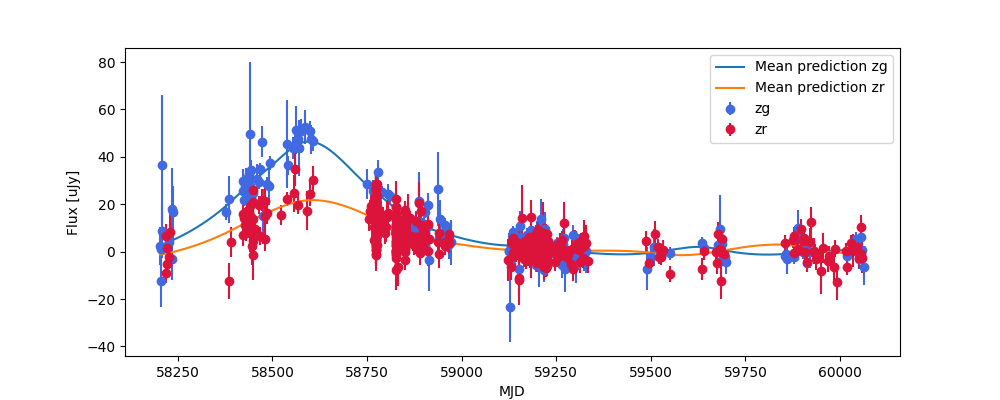 80
60
40
20
0
−20
−40
Flux [uJy]
58250
58500
58750
59000
59250
59500
59750
60000
MJD
Mean prediction zg
Mean prediction zr
zg
zr